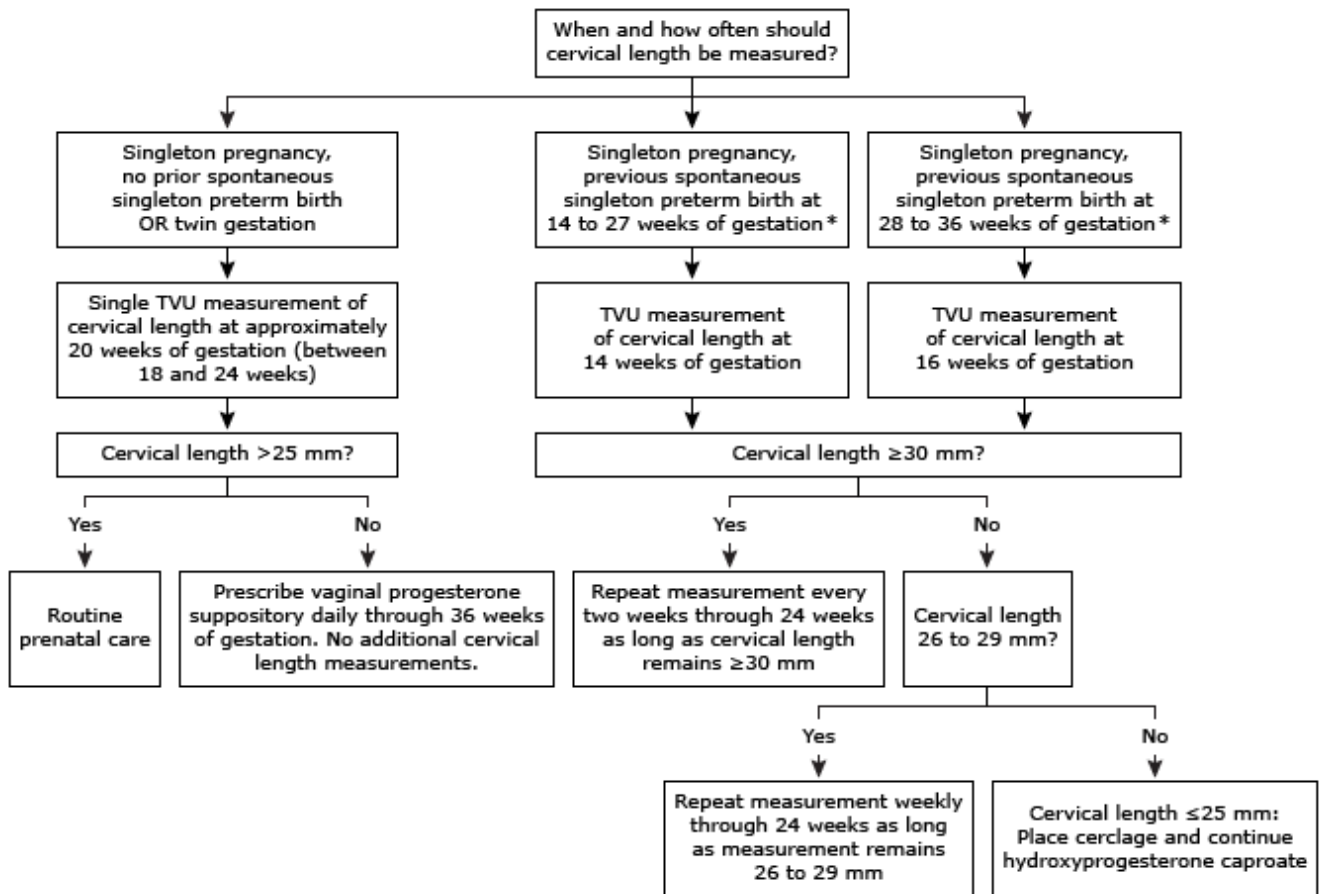 When and how often should
cervical length be measured?
Singleton pregnancy,
no prior spontaneous
singleton preterm birth
OR twin gestation
Singleton pregnancy,
previous spontaneous
singleton preterm birth at
14 to 27 weeks of gestation*
Singleton pregnancy,
previous spontaneous
singleton preterm birth at
28 to 36 weeks of gestation*
Single TVU measurement of
cervical length at approximately
20 weeks of gestation (between
18 and 24 weeks)
TVU measurement
of cervical length at
14 weeks of gestation
TVU measurement
of cervical length at
16 weeks of gestation
Cervical length >25 mm?
Cervical length ≥30 mm?
Yes
No
Yes
No
Routine
prenatal care
Prescribe vaginal progesterone
suppository daily through 36 weeks
of gestation. No additional cervical
length measurements.
Repeat measurement every
two weeks through 24 weeks
as long as cervical length
remains ≥30 mm
Cervical length
26 to 29 mm?
Yes
No
Repeat measurement weekly
through 24 weeks as long
as measurement remains
26 to 29 mm
Cervical length ≤25 mm:
Place cerclage and continue
hydroxyprogesterone caproate